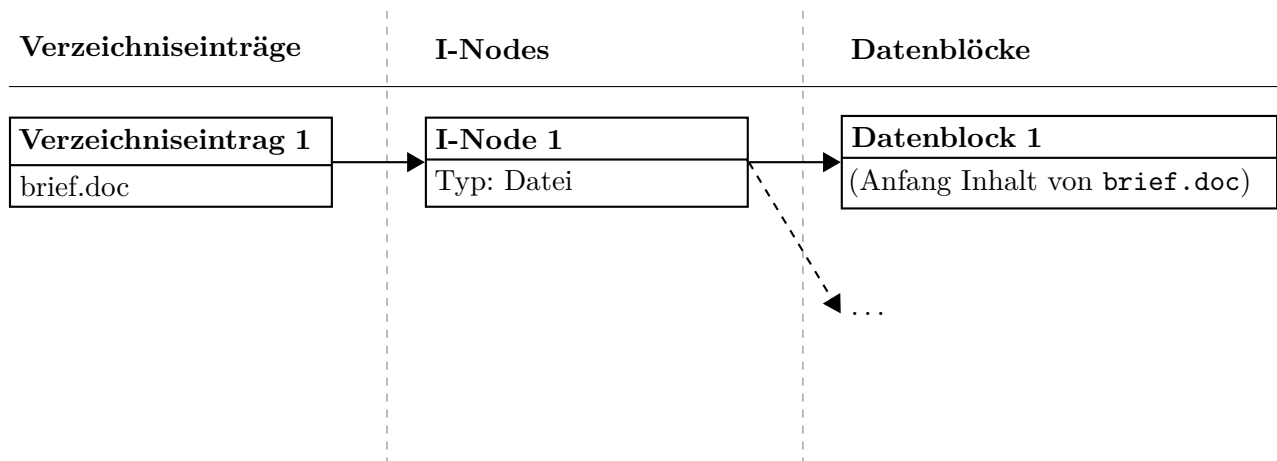 Verzeichniseinträge
I-Nodes
Datenblöcke
Verzeichniseintrag 1
brief.doc
I-Node 1
Typ: Datei
Datenblock 1
(Anfang Inhalt von brief.doc)
...